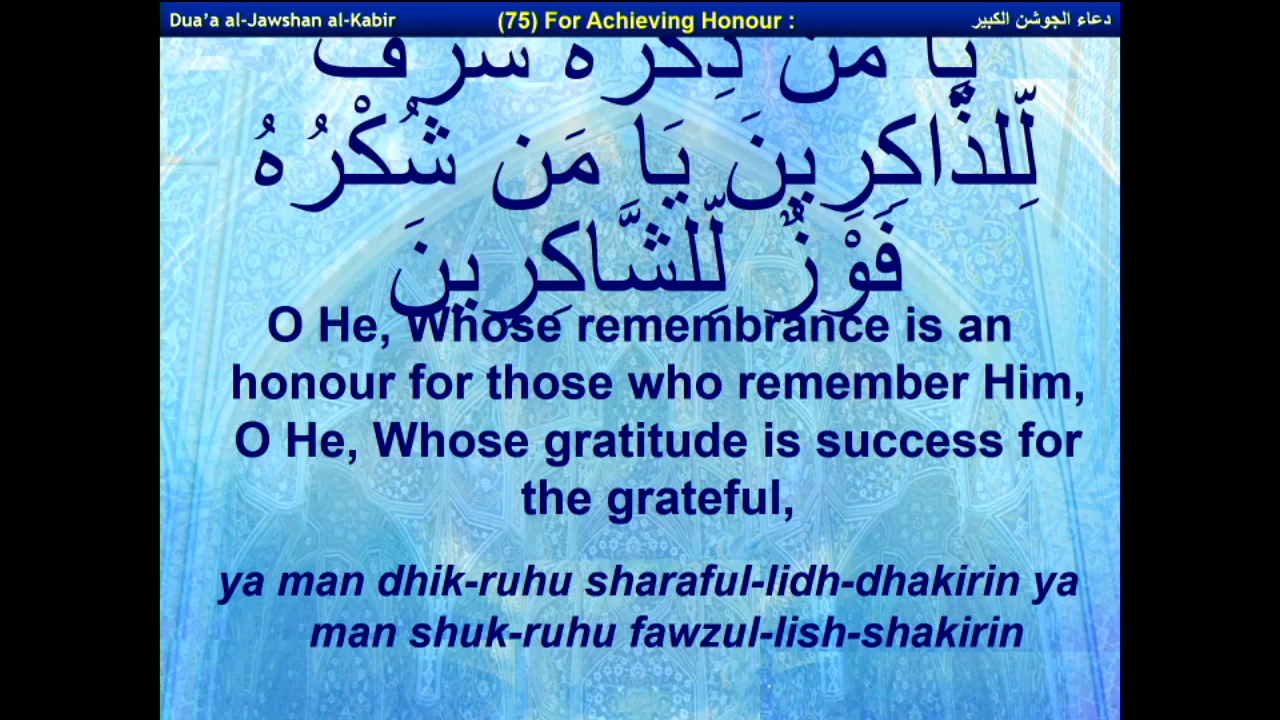 Dua'a al-Jawshan al-Kabir (75) For Achieving Honour : دعاء الجوشن الكبير
يَا مَن ذِكْرُهُ شَرَفٌ
لِّلذَّاكِرِينَ يَا مَن شُكْرُهُ
فَوْزٌ لِّلشَّاكِرِينَ
O He, Whose remembrance is an
honour for those who remember Him,
O He, Whose gratitude is success for
the grateful,
ya man dhik-ruhu sharaful-lidh-dhakirin ya
man shuk-ruhu fawzul-lish-shakirin